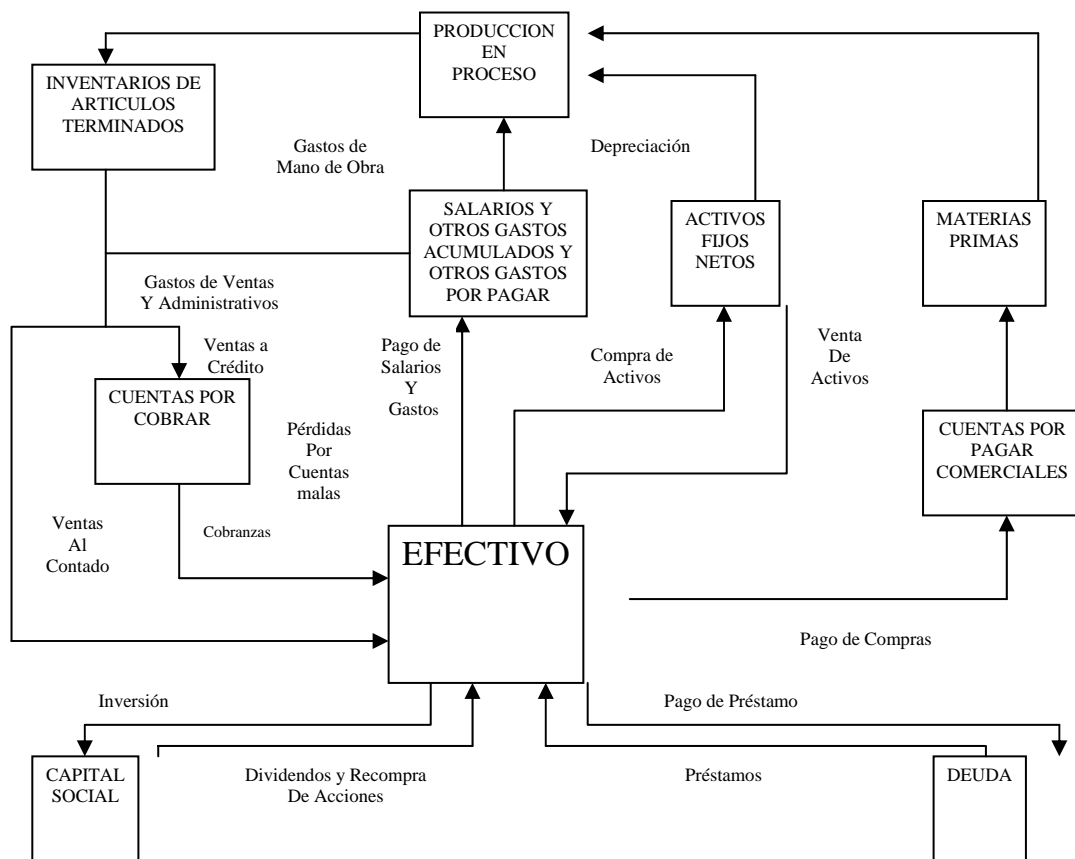 PRODUCCION
EN
PROCESO
INVENTARIOS DE
ARTICULOS
TERMINADOS
Gastos de
Mano de Obra
Depreciación
SALARIOS Y
OTROS GASTOS
ACUMULADOS Y
OTROS GASTOS
POR PAGAR
ACTIVOS
FIJOS
NETOS
MATERIAS
PRIMAS
Gastos de Ventas
Y Administrativos
Ventas a
Crédito
Pago de
Salarios
Y
Gastos
Compra de
Activos
Venta
De
Activos
CUENTAS POR
COBRAR
Pérdidas
Por
Cuentas
malas
CUENTAS POR
PAGAR
COMERCIALES
Ventas
Al
Contado
Cobranzas
EFECTIVO
Pago de Compras
Inversión
Pago de Préstamo
CAPITAL
SOCIAL
Dividendos y Recompra
De Acciones
Préstamos
DEUDA